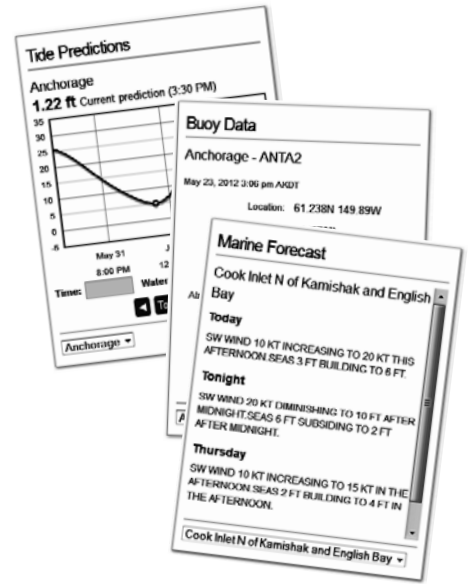 Tide Predictions
Anchorage
1.22 ft Current prediction (3:30 PM)
35
30
25
20
15
10
5
0
-5
May 31
8:00 PM
12
Time:
Water
Anchorage
Buoy Data
Anchorage - ANTA2
May 23, 2012 3:06 pm AKDT
Location: 61.238N 149.89W
Marine Forecast
Cook Inlet N of Kamishak and English
Bay
Today
SW WIND 10 KT INCREASING TO 20 KT THIS
AFTERNOON.SEAS 3 FT BUILDING TO 6 FT.
Tonight
SW WIND 20 KT DIMINISHING TO 10 FT AFTER
MIDNIGHT.SEAS 6 FT SUBSIDING TO 2 FT
AFTER MIDNIGHT.
Thursday
SW WIND 10 KT INCREASING TO 15 KT IN THE
AFTERNOON.SEAS 2 FT BUILDING TO 4 FT IN
THE AFTERNOON.
Cook Inlet N of Kamishak and English Bay